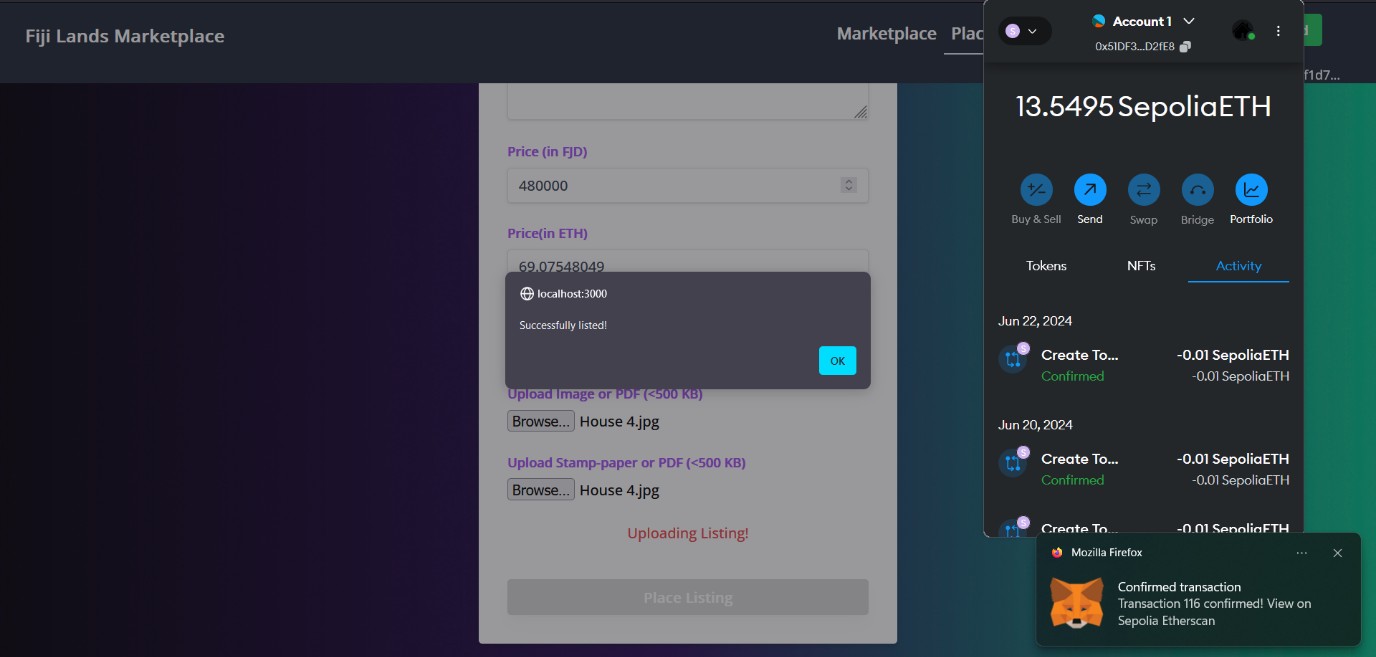 Fiji Lands Marketplace
Marketplace
Plac
f1d7...
Price (in FJD)
480000
Price(in ETH)
69.07548049
localhost:3000
Successfully listed!
OK
Upload Image or PDF (<500 KB)
Browse... House 4.jpg
Upload Stamp-paper or PDF (<500 KB)
Browse... House 4.jpg
Uploading Listing!
Place Listing
S
Account 1
0x51DF3...D2fE8
13.5495 SepoliaETH
Buy & Sell Send Swap Bridge Portfolio
Tokens NFTs Activity
Jun 22, 2024
S
Create To... -0.01 SepoliaETH
Confirmed -0.01 SepoliaETH
Jun 20, 2024
S
Create To... -0.01 SepoliaETH
Confirmed -0.01 SepoliaETH
S
Create To... -0.01 SepoliaETH
Mozilla Firefox
Confirmed transaction
Transaction 116 confirmed! View on
Sepolia Etherscan